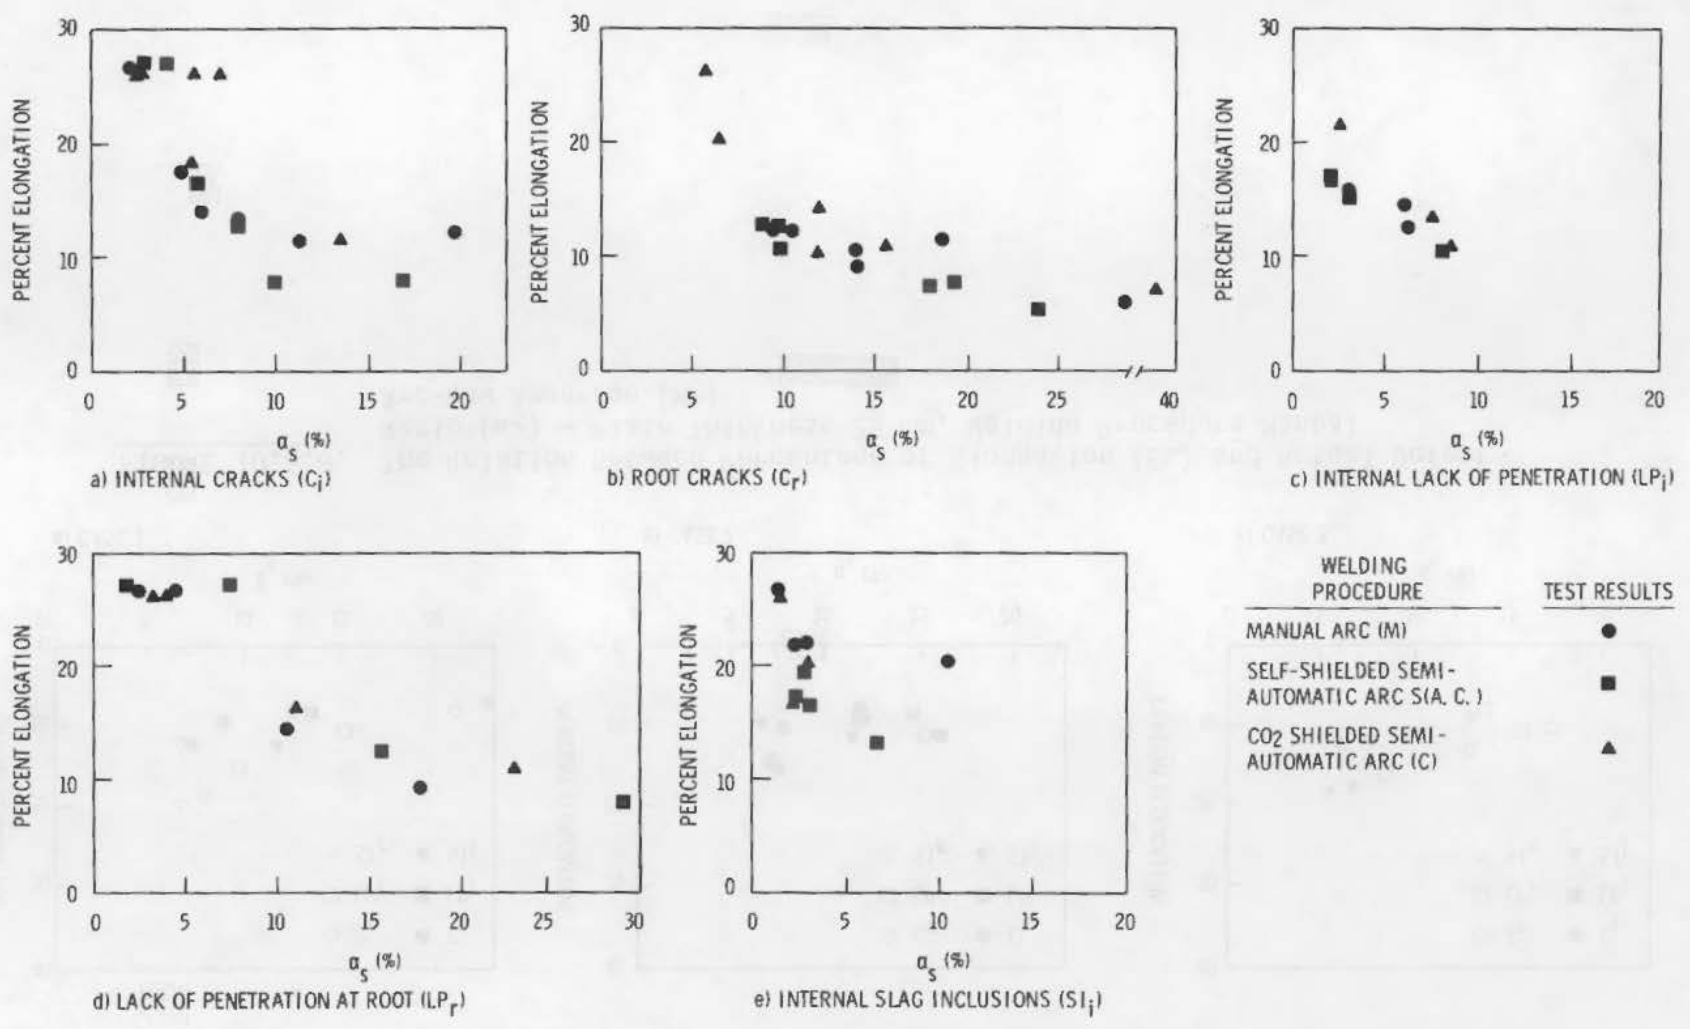 30
20
10
0
PERCENT ELONGATION
0 5 10 15 20
αs (%)
a) INTERNAL CRACKS (Ci)
30
20
10
0
PERCENT ELONGATION
0 10 15 20 40
αs (%)
b) ROOT CRACKS (Cr)
30
20
10
0
PERCENT ELONGATION
0 5 10 15 20
αs (%)
c) INTERNAL LACK OF PENETRATION (LPi)
30
20
10
0
PERCENT ELONGATION
0 5 10 15 20 25 30
αs (%)
d) LACK OF PENETRATION AT ROOT (LPr)
30
20
10
0
PERCENT ELONGATION
0 5 10 15 20
αs (%)
e) INTERNAL SLAG INCLUSIONS (SIi)
WELDING
PROCEDURE TEST RESULTS
MANUAL ARC (M)
SELF-SHIELDED SEMI-
AUTOMATIC ARC S(A. C. )
CO2 SHIELDED SEMI-
AUTOMATIC ARC (C)